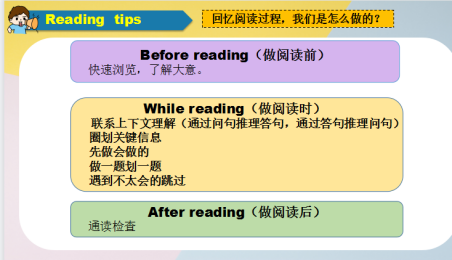 Reading tips
回忆阅读过程，我们是怎么做的？
Before reading（做阅读前）
快速浏览，了解大意。
While reading（做阅读时）
联系上下文理解（通过问句推理答句，通过答句推理问句）
圈划关键信息
先做会做的
做一题划一题
遇到不太会的跳过
After reading（做阅读后）
通读检查